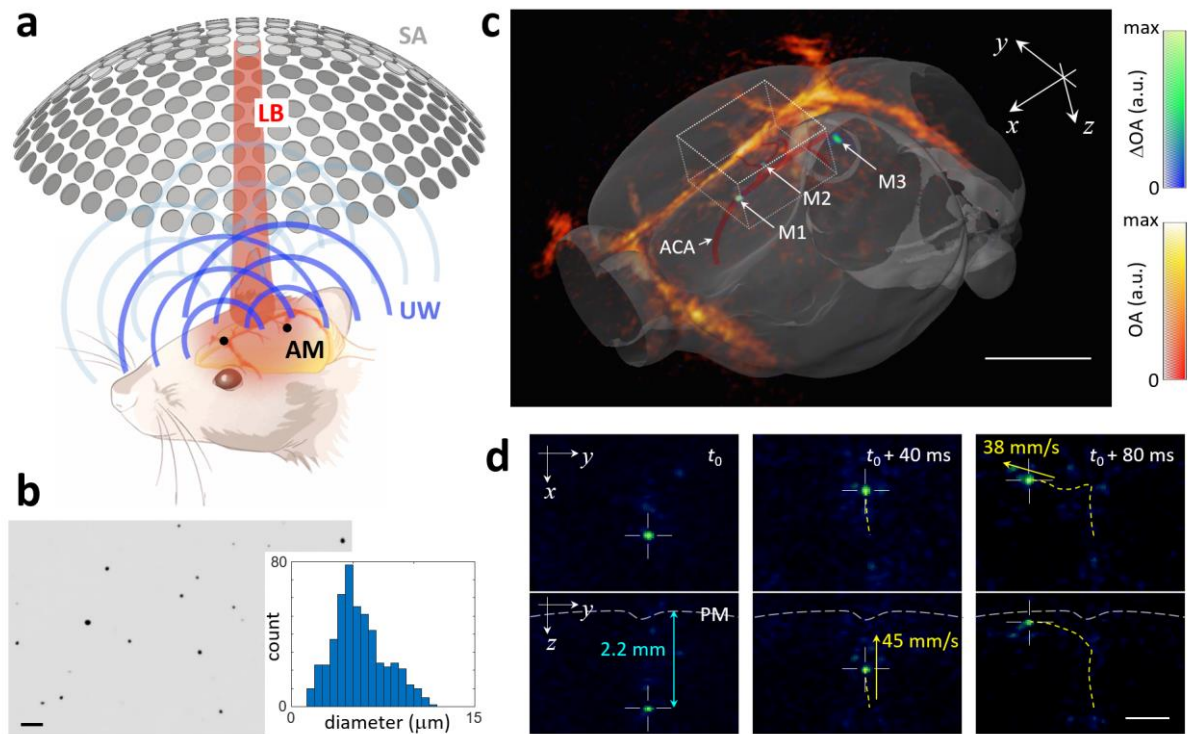 a
SA
LB
UW
AM
b
80
count
0
0
15
diameter (μm)
c
y
x
z
M3
M2
M1
ACA
max
ΔOA (a.u.)
0
max
OA (a.u.)
0
d
y
x
t0
t0 + 40 ms
38 mm/s
t0 + 80 ms
y
z
PM
2.2 mm
45 mm/s